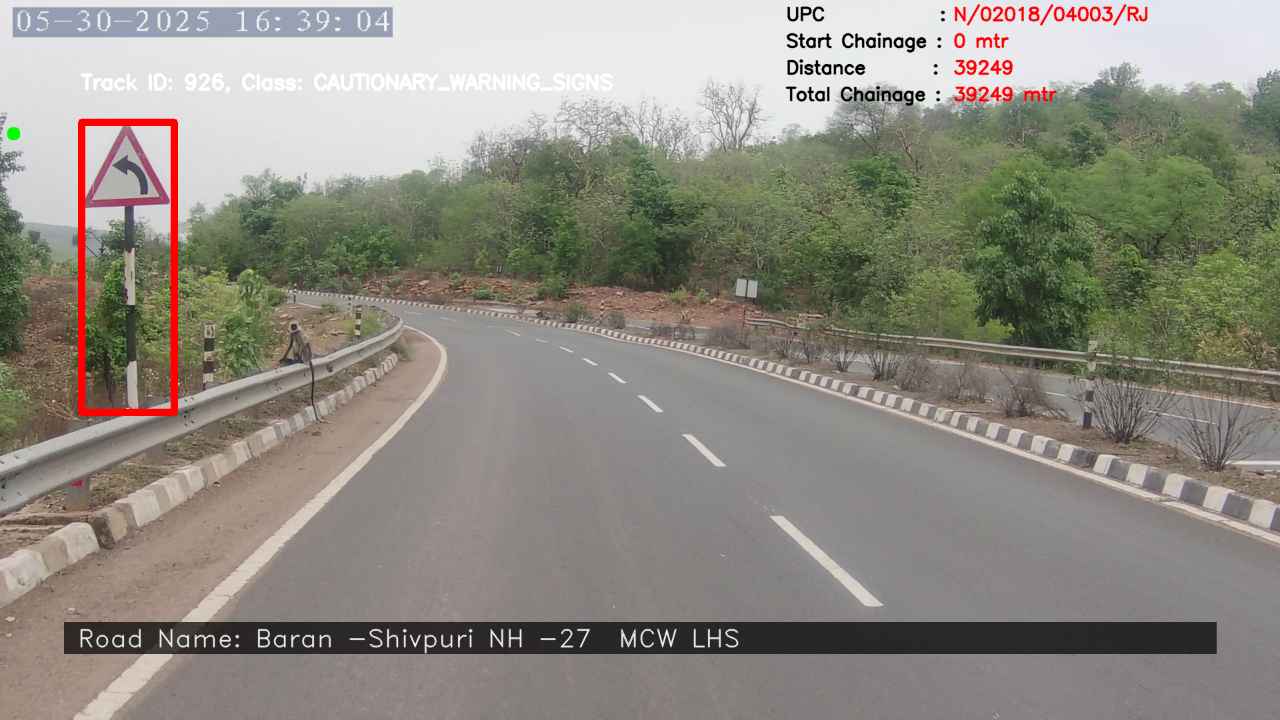 05-30-2025 16:39:04
UPC : N/02018/04003/RJ
Start Chainage : 0 mtr
Distance : 39249
Total Chainage : 39249 mtr
Track ID: 926, Class: CAUTIONARY_WARNING_SIGNS
Road Name: Baran -Shivpuri NH -27 MCW LHS